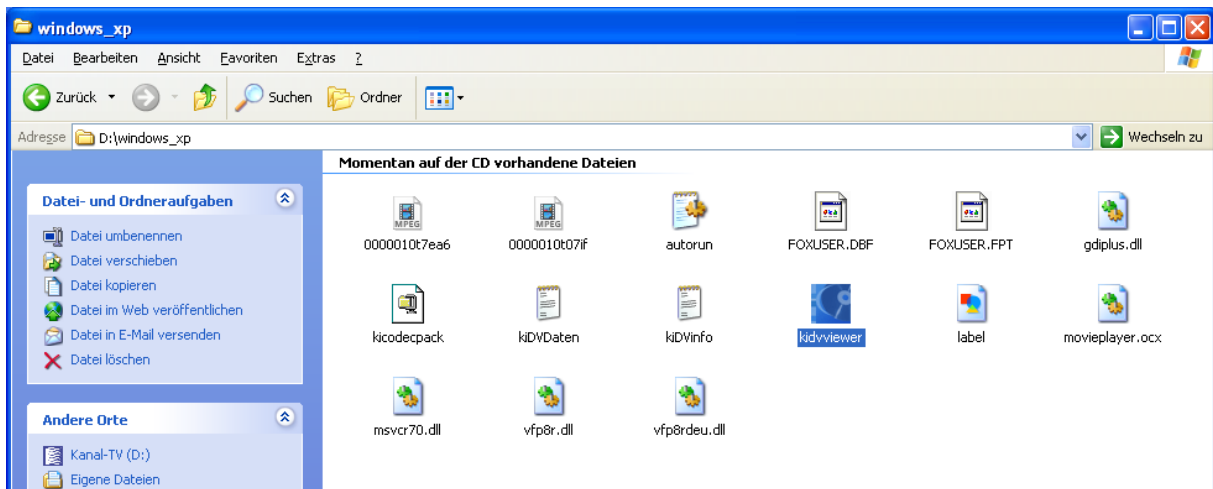 windows_xp
Datei Bearbeiten Ansicht Favoriten Extras ?
Zurück Suchen Ordner
Adresse D:\windows_xp Wechseln zu
Momentan auf der CD vorhandene Dateien
Datei- und Ordneraufgaben
Datei umbenennen
Datei verschieben
Datei kopieren
Datei im Web veröffentlichen
Datei in E-Mail versenden
Datei löschen
Andere Orte
Kanal-TV (D:)
Eigene Dateien
MPEG MPEG
0000010t7ea6 0000010t07if autorun FOXUSER.DBF FOXUSER.FPT gdiplus.dll
kicodecpack kiDVDaten kiDVinfo kidvviewer label movieplayer.ocx
msvcr70.dll vfp8r.dll vfp8rdeu.dll